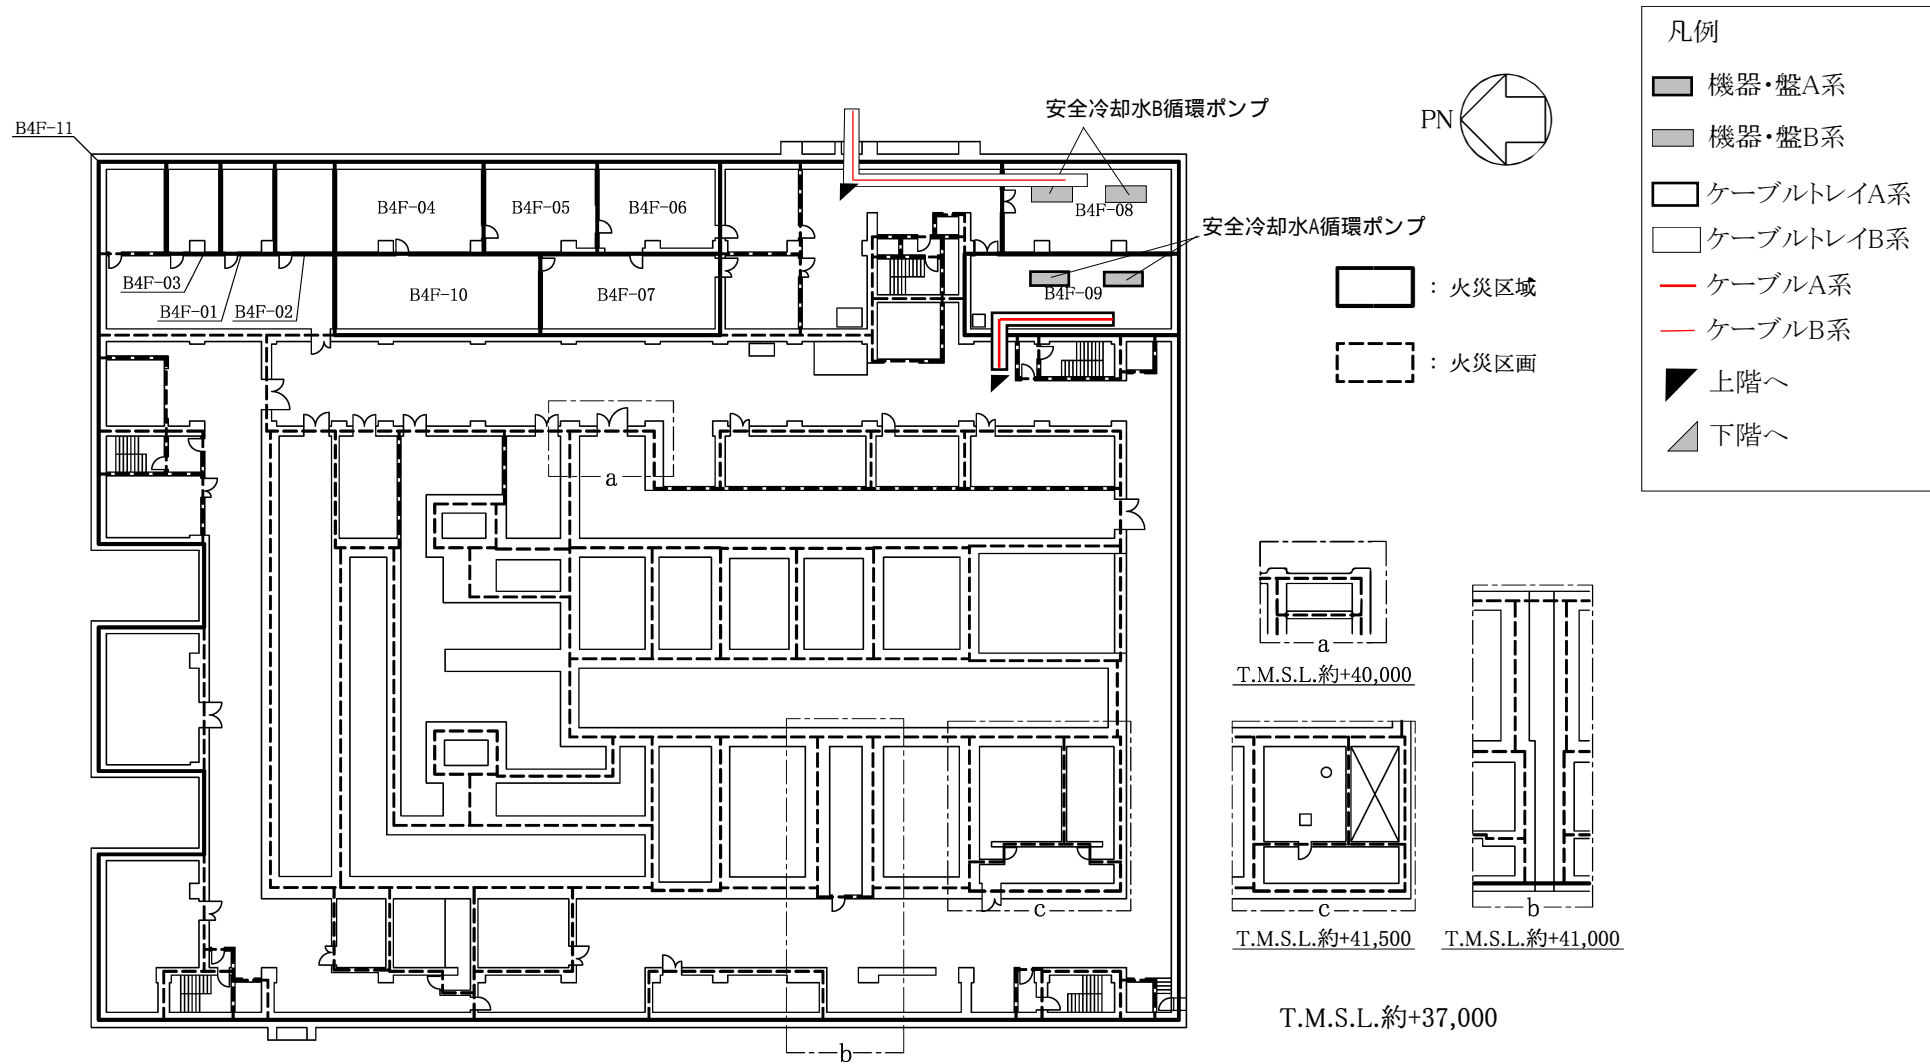 凡例
機器・盤A系
機器・盤B系
ケーブルトレイA系
ケーブルトレイB系
ケーブルA系
ケーブルB系
上階へ
下階へ
PN
安全冷却水B循環ポンプ
安全冷却水A循環ポンプ
：火災区域
：火災区画
B4F-11
B4F-04
B4F-05
B4F-06
B4F-08
B4F-03
B4F-01
B4F-02
B4F-10
B4F-07
B4F-09
a
b
c
a
T.M.S.L.約+40,000
c
T.M.S.L.約+41,500
b
T.M.S.L.約+41,000
T.M.S.L.約+37,000